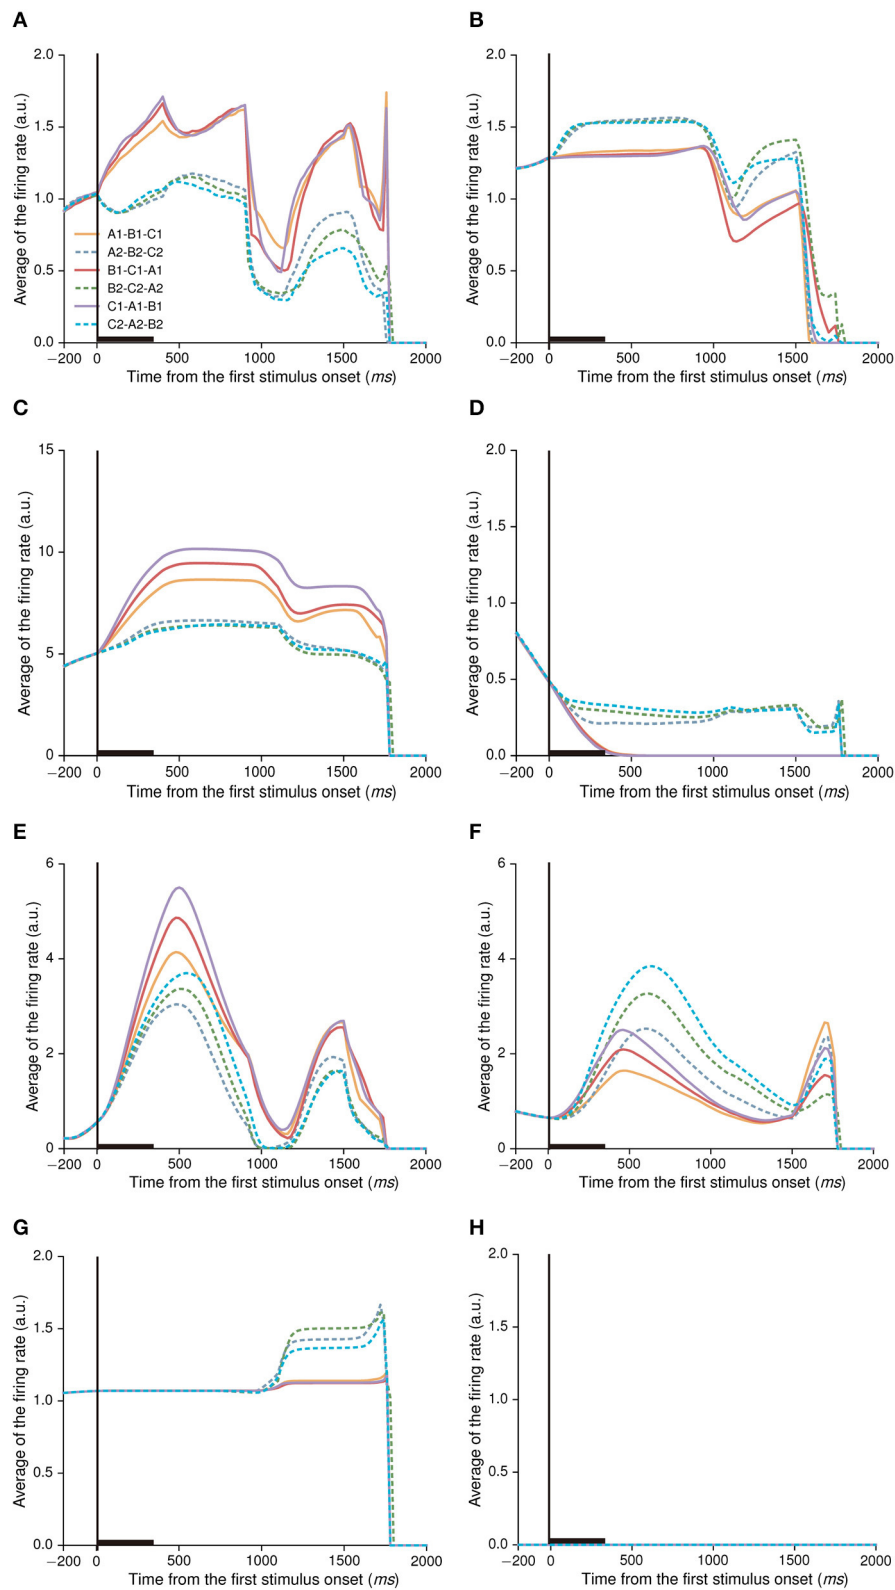 A
Average of the firing rate (a.u.)
2.0
1.5
1.0
0.5
0.0
A1-B1-C1
A2-B2-C2
B1-C1-A1
B2-C2-A2
C1-A1-B1
C2-A2-B2
−200 0 500 1000 1500 2000
Time from the first stimulus onset (ms)
B
Average of the firing rate (a.u.)
2.0
1.5
1.0
0.5
0.0
−200 0 500 1000 1500 2000
Time from the first stimulus onset (ms)
C
Average of the firing rate (a.u.)
15
10
5
0
−200 0 500 1000 1500 2000
Time from the first stimulus onset (ms)
D
Average of the firing rate (a.u.)
2.0
1.5
1.0
0.5
0
−200 0 500 1000 1500 2000
Time from the first stimulus onset (ms)
E
Average of the firing rate (a.u.)
6
4
2
0
−200 0 500 1000 1500 2000
Time from the first stimulus onset (ms)
F
Average of the firing rate (a.u.)
6
4
2
0
−200 0 500 1000 1500 2000
Time from the first stimulus onset (ms)
G
Average of the firing rate (a.u.)
2.0
1.5
1.0
0.5
0.0
−200 0 500 1000 1500 2000
Time from the first stimulus onset (ms)
H
Average of the firing rate (a.u.)
2.0
1.5
1.0
0.5
0.0
−200 0 500 1000 1500 2000
Time from the first stimulus onset (ms)